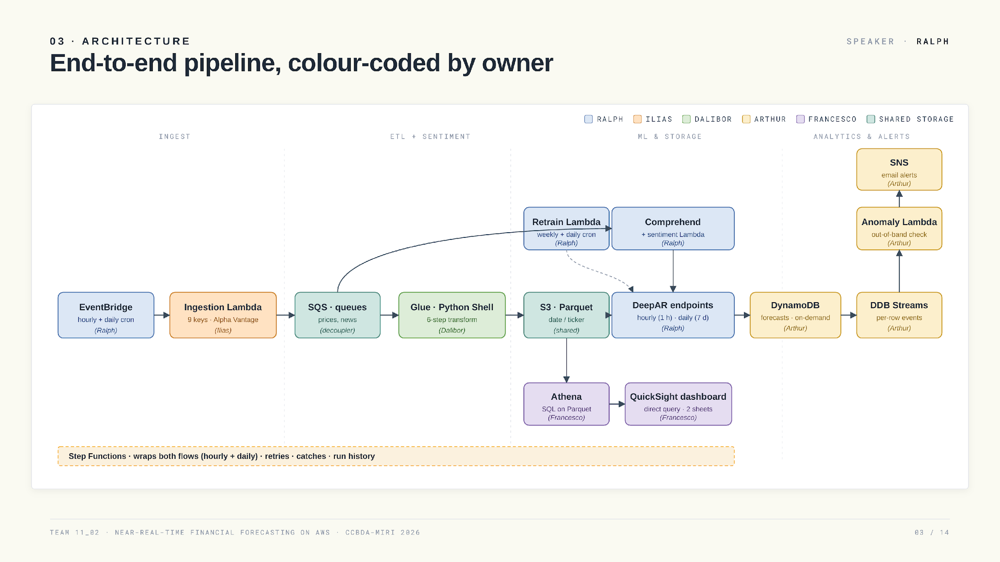 03 · ARCHITECTURE
SPEAKER · RALPH
End-to-end pipeline, colour-coded by owner
RALPH
ILIAS
DALIBOR
ARTHUR
FRANCESCO
SHARED STORAGE
INGEST
ETL + SENTIMENT
ML & STORAGE
ANALYTICS & ALERTS
SNS
email alerts
(Arthur)
Retrain Lambda
weekly + daily cron
(Ralph)
Comprehend
+ sentiment Lambda
(Ralph)
Anomaly Lambda
out-of-band check
(Arthur)
EventBridge
hourly + daily cron
(Ralph)
Ingestion Lambda
9 keys · Alpha Vantage
(Ilias)
SQS · queues
prices, news
(decoupler)
Glue · Python Shell
6-step transform
(Dalibor)
S3 · Parquet
date / ticker
(shared)
DeepAR endpoints
hourly (1 h) · daily (7 d)
(Ralph)
DynamoDB
forecasts · on-demand
(Arthur)
DDB Streams
per-row events
(Arthur)
Athena
SQL on Parquet
(Francesco)
QuickSight dashboard
direct query · 2 sheets
(Francesco)
Step Functions · wraps both flows (hourly + daily) · retries · catches · run history
TEAM 11_02 · NEAR-REAL-TIME FINANCIAL FORECASTING ON AWS · CCBDA-MIRI 2026
03 / 14